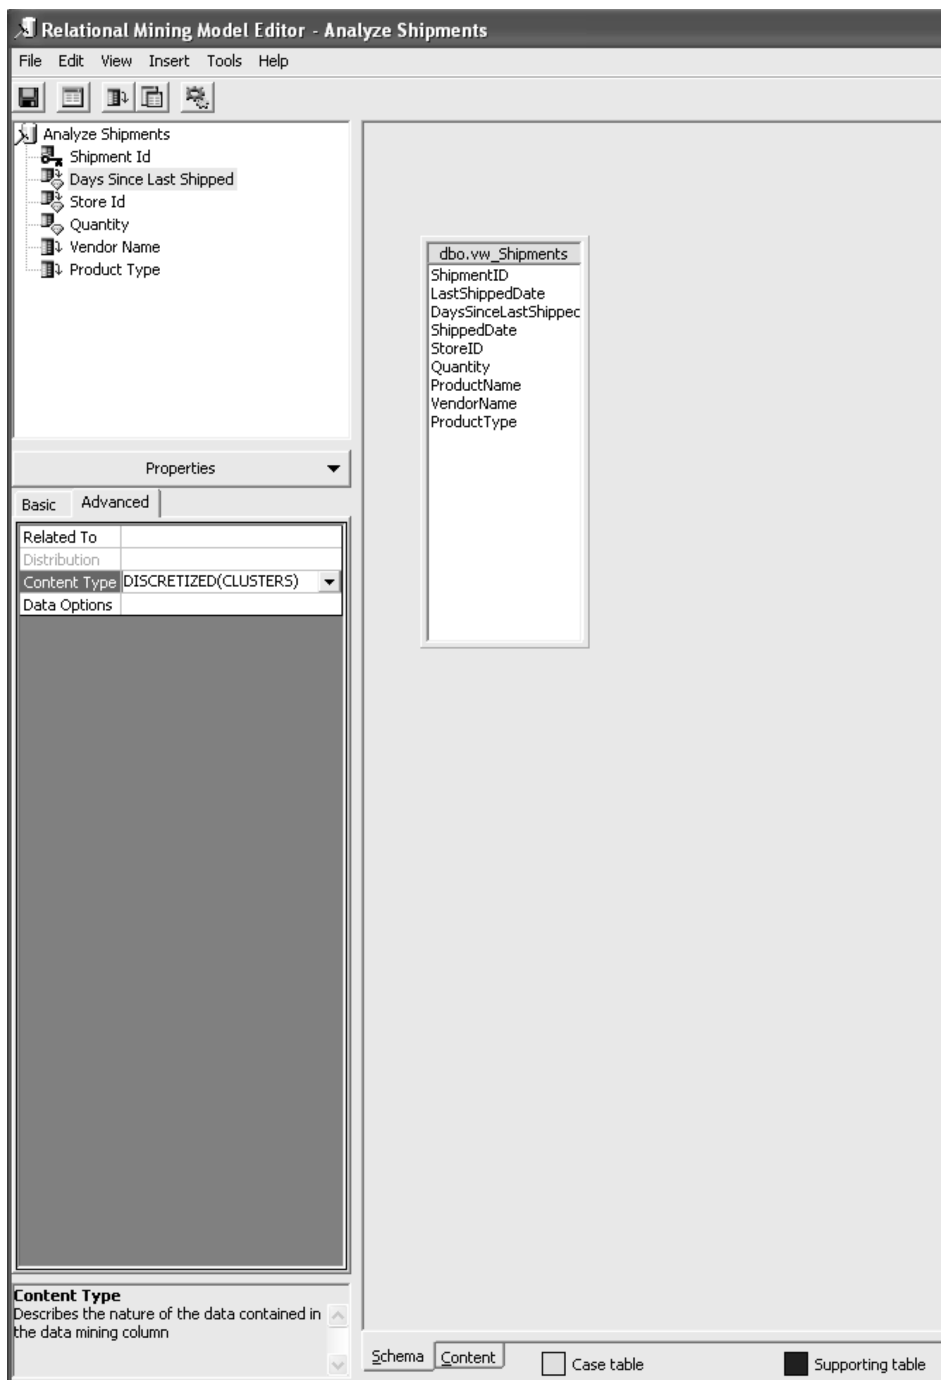 Relational Mining Model Editor - Analyze Shipments
File Edit View Insert Tools Help
Analyze Shipments
Shipment Id
Days Since Last Shipped
Store Id
Quantity
Vendor Name
Product Type
Properties
Basic Advanced
Related To
Distribution
Content Type DISCRETIZED(CLUSTERS)
Data Options
Content Type
Describes the nature of the data contained in
the data mining column
dbo.vw_Shipments
ShipmentID
LastShippedDate
DaysSinceLastShippec
ShippedDate
StoreID
Quantity
ProductName
VendorName
ProductType
Schema Content Case table Supporting table